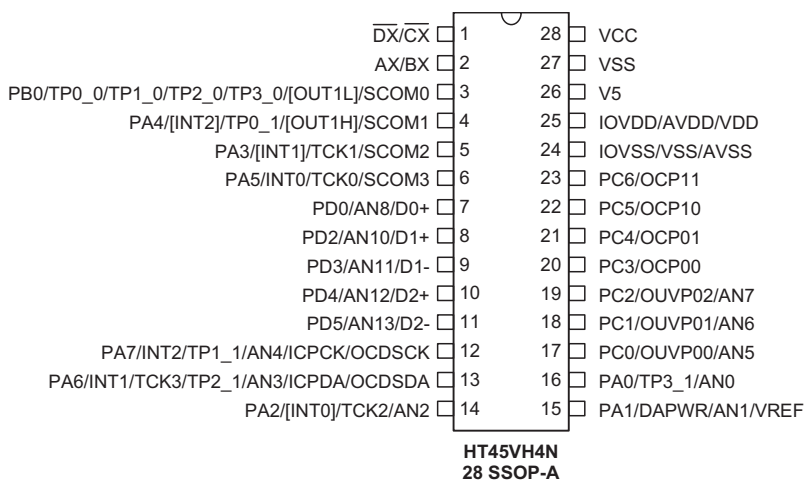 D̅X̅/C̅X̅ 1 28 VCC
AX/BX 2 27 VSS
PB0/TP0_0/TP1_0/TP2_0/TP3_0/[OUT1L]/SCOM0 3 26 V5
PA4/[INT2]/TP0_1/[OUT1H]/SCOM1 4 25 IOVDD/AVDD/VDD
PA3/[INT1]/TCK1/SCOM2 5 24 IOVSS/VSS/AVSS
PA5/INT0/TCK0/SCOM3 6 23 PC6/OCP11
PD0/AN8/D0+ 7 22 PC5/OCP10
PD2/AN10/D1+ 8 21 PC4/OCP01
PD3/AN11/D1- 9 20 PC3/OCP00
PD4/AN12/D2+ 10 19 PC2/OUVP02/AN7
PD5/AN13/D2- 11 18 PC1/OUVP01/AN6
PA7/INT2/TP1_1/AN4/ICPCK/OCDSCK 12 17 PC0/OUVP00/AN5
PA6/INT1/TCK3/TP2_1/AN3/ICPDA/OCDSDA 13 16 PA0/TP3_1/AN0
PA2/[INT0]/TCK2/AN2 14 15 PA1/DAPWR/AN1/VREF
HT45VH4N
28 SSOP-A